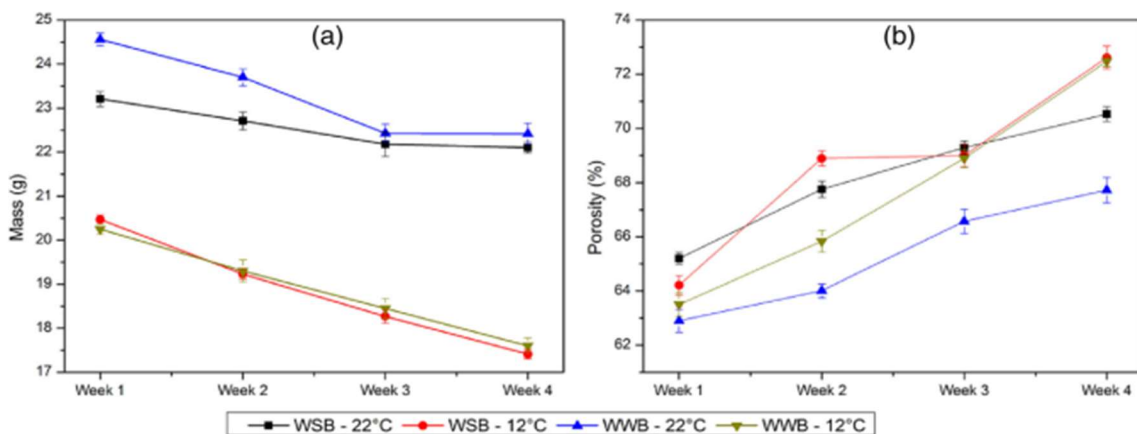 (a)
Mass (g)
25
24
23
22
21
20
19
18
17
Week 1 Week 2 Week 3 Week 4
(b)
Porosity (%)
74
72
70
68
66
64
62
61
Week 1 Week 2 Week 3 Week 4
WSB - 22°C WSB - 12°C WWB - 22°C WWB - 12°C